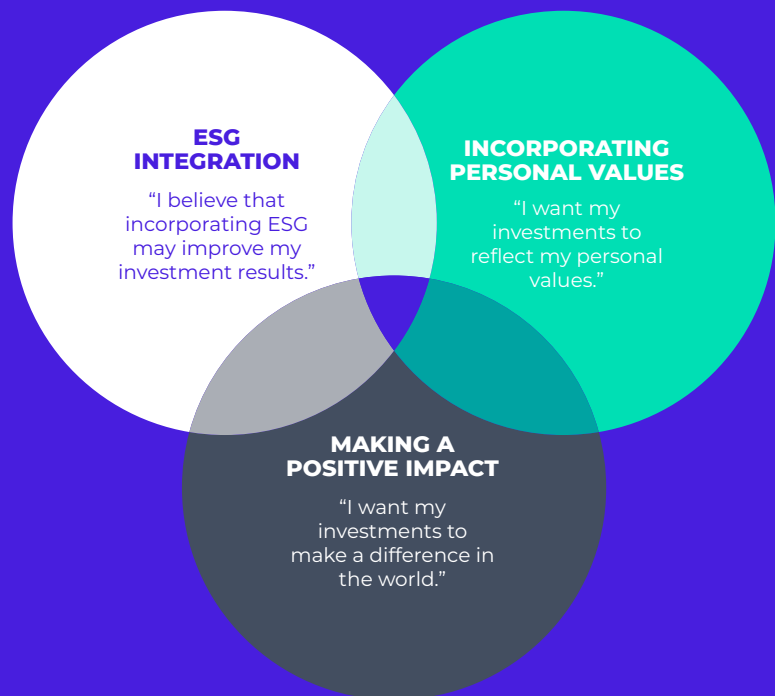 ESG
INTEGRATION
“I believe that
incorporating ESG
may improve my
investment results.”
INCORPORATING
PERSONAL VALUES
“I want my
investments to
reflect my personal
values.”
MAKING A
POSITIVE IMPACT
“I want my
investments to
make a difference in
the world.”